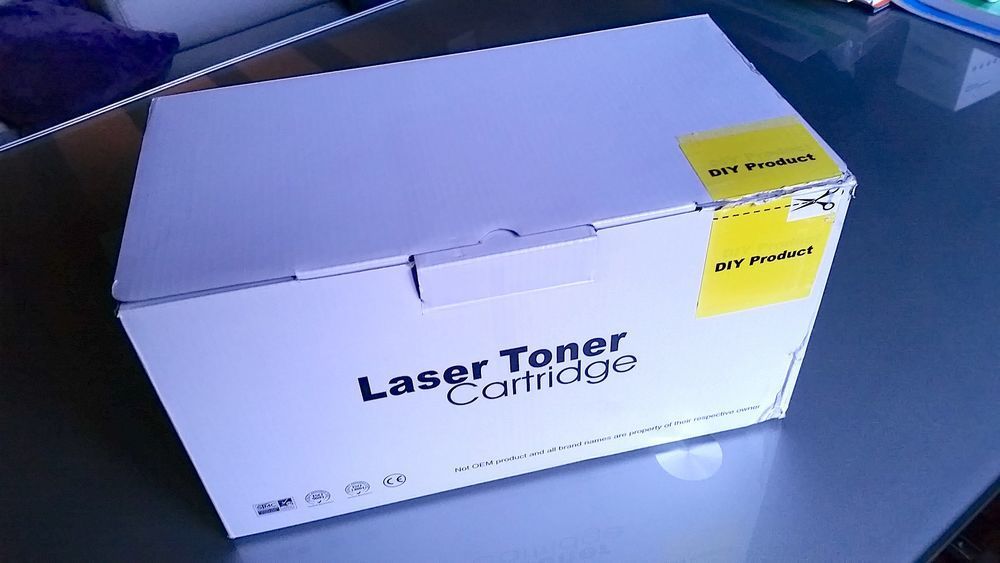 DIY Product
DIY Product
Laser Toner
Cartridge
Not OEM product and all brand names are property of their respective owner
CE